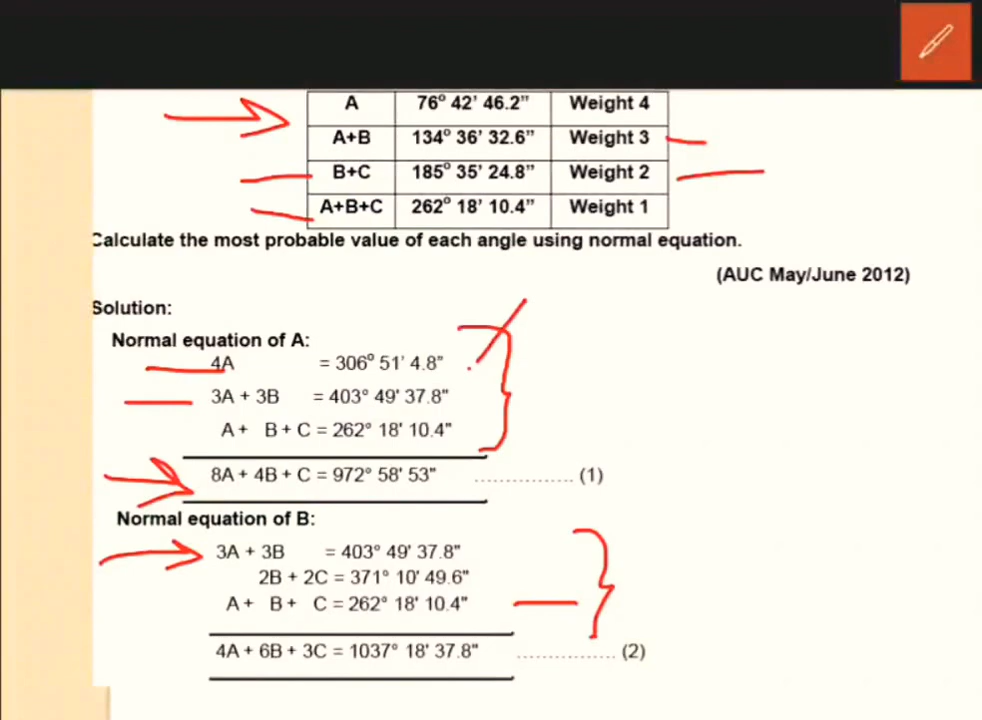 A 76° 42' 46.2" Weight 4
A+B 134° 36' 32.6" Weight 3
B+C 185° 35' 24.8" Weight 2
A+B+C 262° 18' 10.4" Weight 1
Calculate the most probable value of each angle using normal equation.
(AUC May/June 2012)
Solution:
Normal equation of A:
4A = 306° 51' 4.8"
3A + 3B = 403° 49' 37.8"
A + B + C = 262° 18' 10.4"
8A + 4B + C = 972° 58' 53" ................ (1)
Normal equation of B:
3A + 3B = 403° 49' 37.8"
2B + 2C = 371° 10' 49.6"
A + B + C = 262° 18' 10.4"
4A + 6B + 3C = 1037° 18' 37.8" ................ (2)